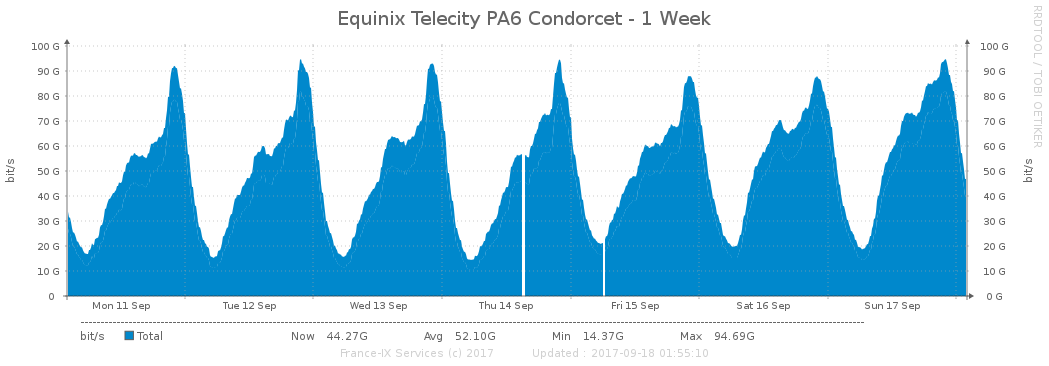 Equinix Telecity PA6 Condorcet - 1 Week
RRDTOOL / TOBI OETIKER
bit/s
100 G
90 G
80 G
70 G
60 G
50 G
40 G
30 G
20 G
10 G
0
100 G
90 G
80 G
70 G
60 G
50 G
40 G
30 G
20 G
10 G
0 G
bit/s
Mon 11 Sep Tue 12 Sep Wed 13 Sep Thu 14 Sep Fri 15 Sep Sat 16 Sep Sun 17 Sep
bit/s Total Now 44.27G Avg 52.10G Min 14.37G Max 94.69G
France-IX Services (c) 2017 Updated : 2017-09-18 01:55:10